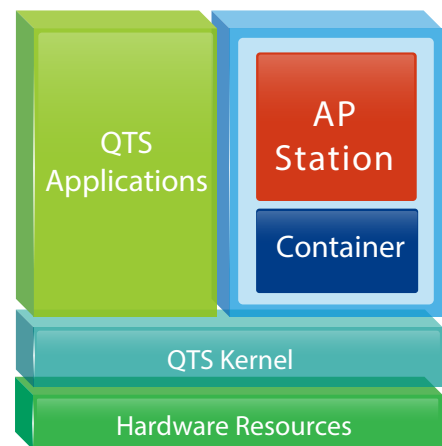 QTS
Applications
AP
Station
Container
QTS Kernel
Hardware Resources